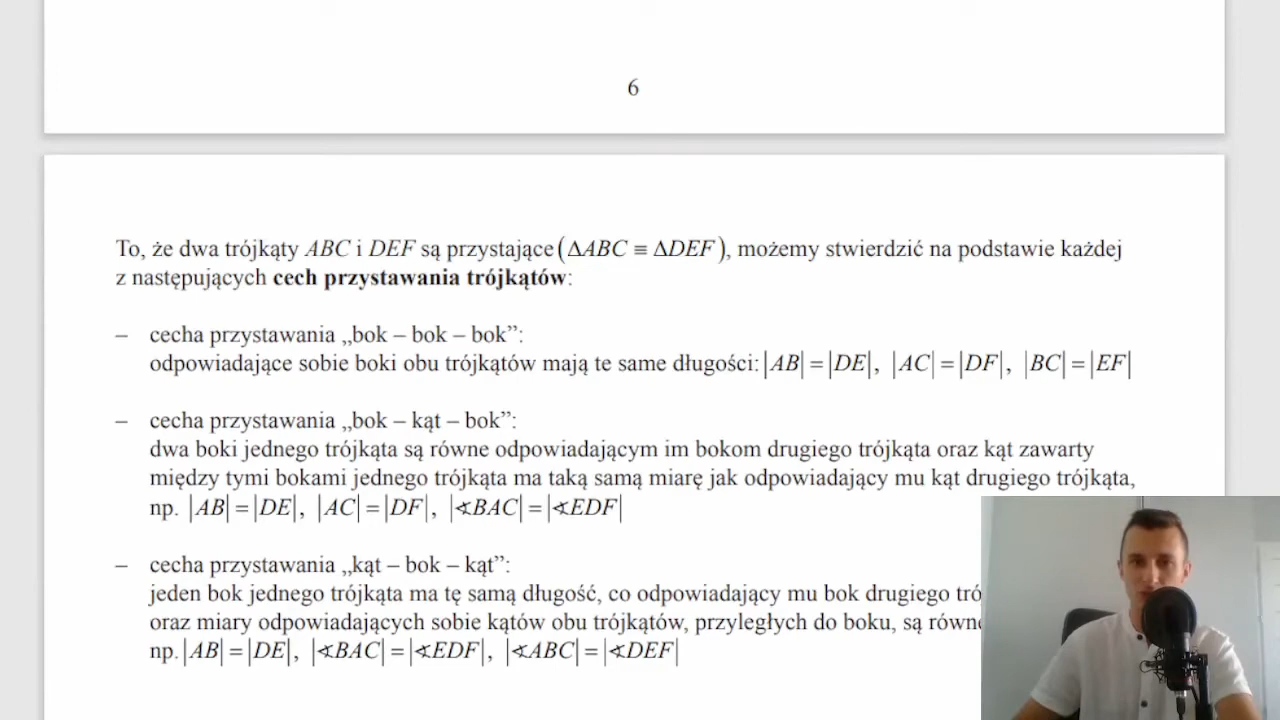 6
To, że dwa trójkąty ABC i DEF są przystające (ΔABC ≡ ΔDEF), możemy stwierdzić na podstawie każdej
z następujących cech przystawania trójkątów:
– cecha przystawania „bok – bok – bok”:
odpowiadające sobie boki obu trójkątów mają te same długości: |AB| = |DE|, |AC| = |DF|, |BC| = |EF|
– cecha przystawania „bok – kąt – bok”:
dwa boki jednego trójkąta są równe odpowiadającym im bokom drugiego trójkąta oraz kąt zawarty
między tymi bokami jednego trójkąta ma taką samą miarę jak odpowiadający mu kąt drugiego trójkąta,
np. |AB| = |DE|, |AC| = |DF|, |∢BAC| = |∢EDF|
– cecha przystawania „kąt – bok – kąt”:
jeden bok jednego trójkąta ma tę samą długość, co odpowiadający mu bok drugiego
oraz miary odpowiadających sobie kątów obu trójkątów, przyległych do boku, są
np. |AB| = |DE|, |∢BAC| = |∢EDF|, |∢ABC| = |∢DEF|